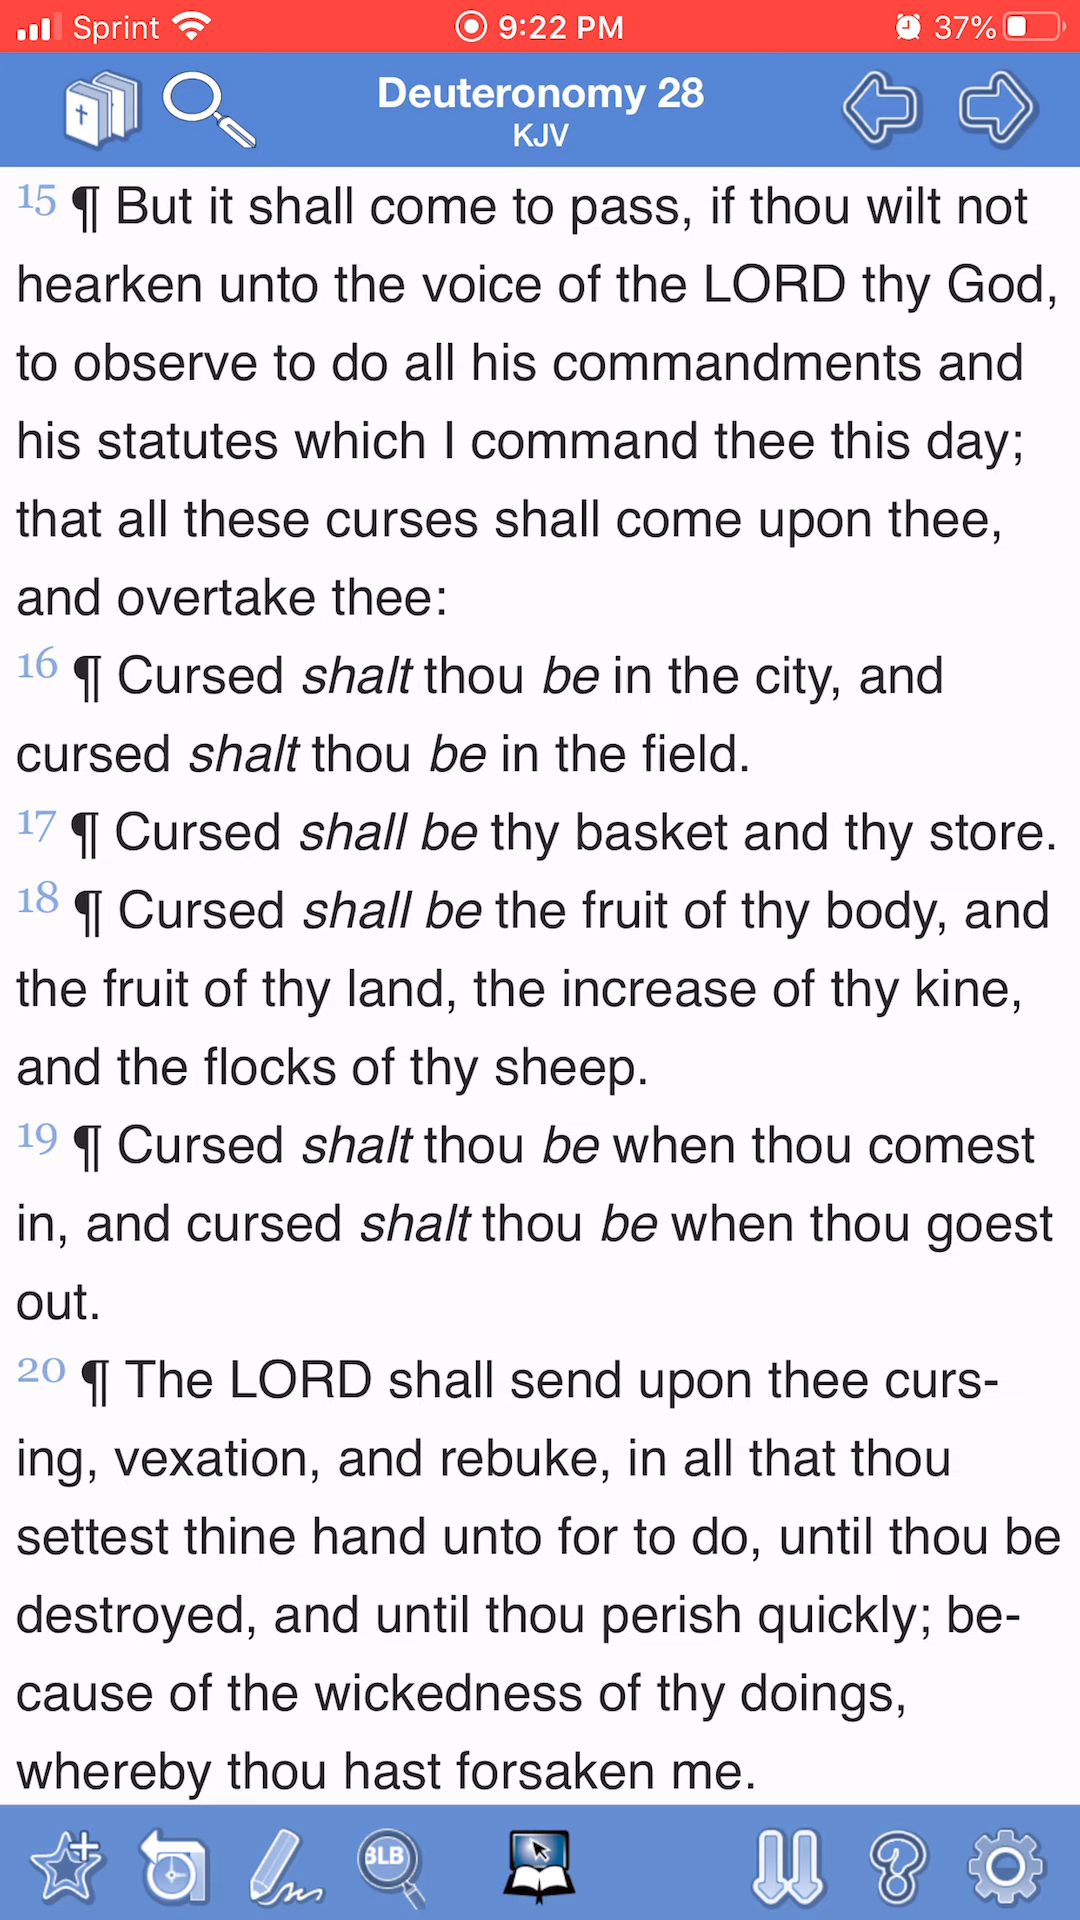 Sprint 9:22 PM 37%
Deuteronomy 28
KJV
15 ¶ But it shall come to pass, if thou wilt not
hearken unto the voice of the LORD thy God,
to observe to do all his commandments and
his statutes which I command thee this day;
that all these curses shall come upon thee,
and overtake thee:
16 ¶ Cursed shalt thou be in the city, and
cursed shalt thou be in the field.
17 ¶ Cursed shall be thy basket and thy store.
18 ¶ Cursed shall be the fruit of thy body, and
the fruit of thy land, the increase of thy kine,
and the flocks of thy sheep.
19 ¶ Cursed shalt thou be when thou comest
in, and cursed shalt thou be when thou goest
out.
20 ¶ The LORD shall send upon thee curs-
ing, vexation, and rebuke, in all that thou
settest thine hand unto for to do, until thou be
destroyed, and until thou perish quickly; be-
cause of the wickedness of thy doings,
whereby thou hast forsaken me.
BLB